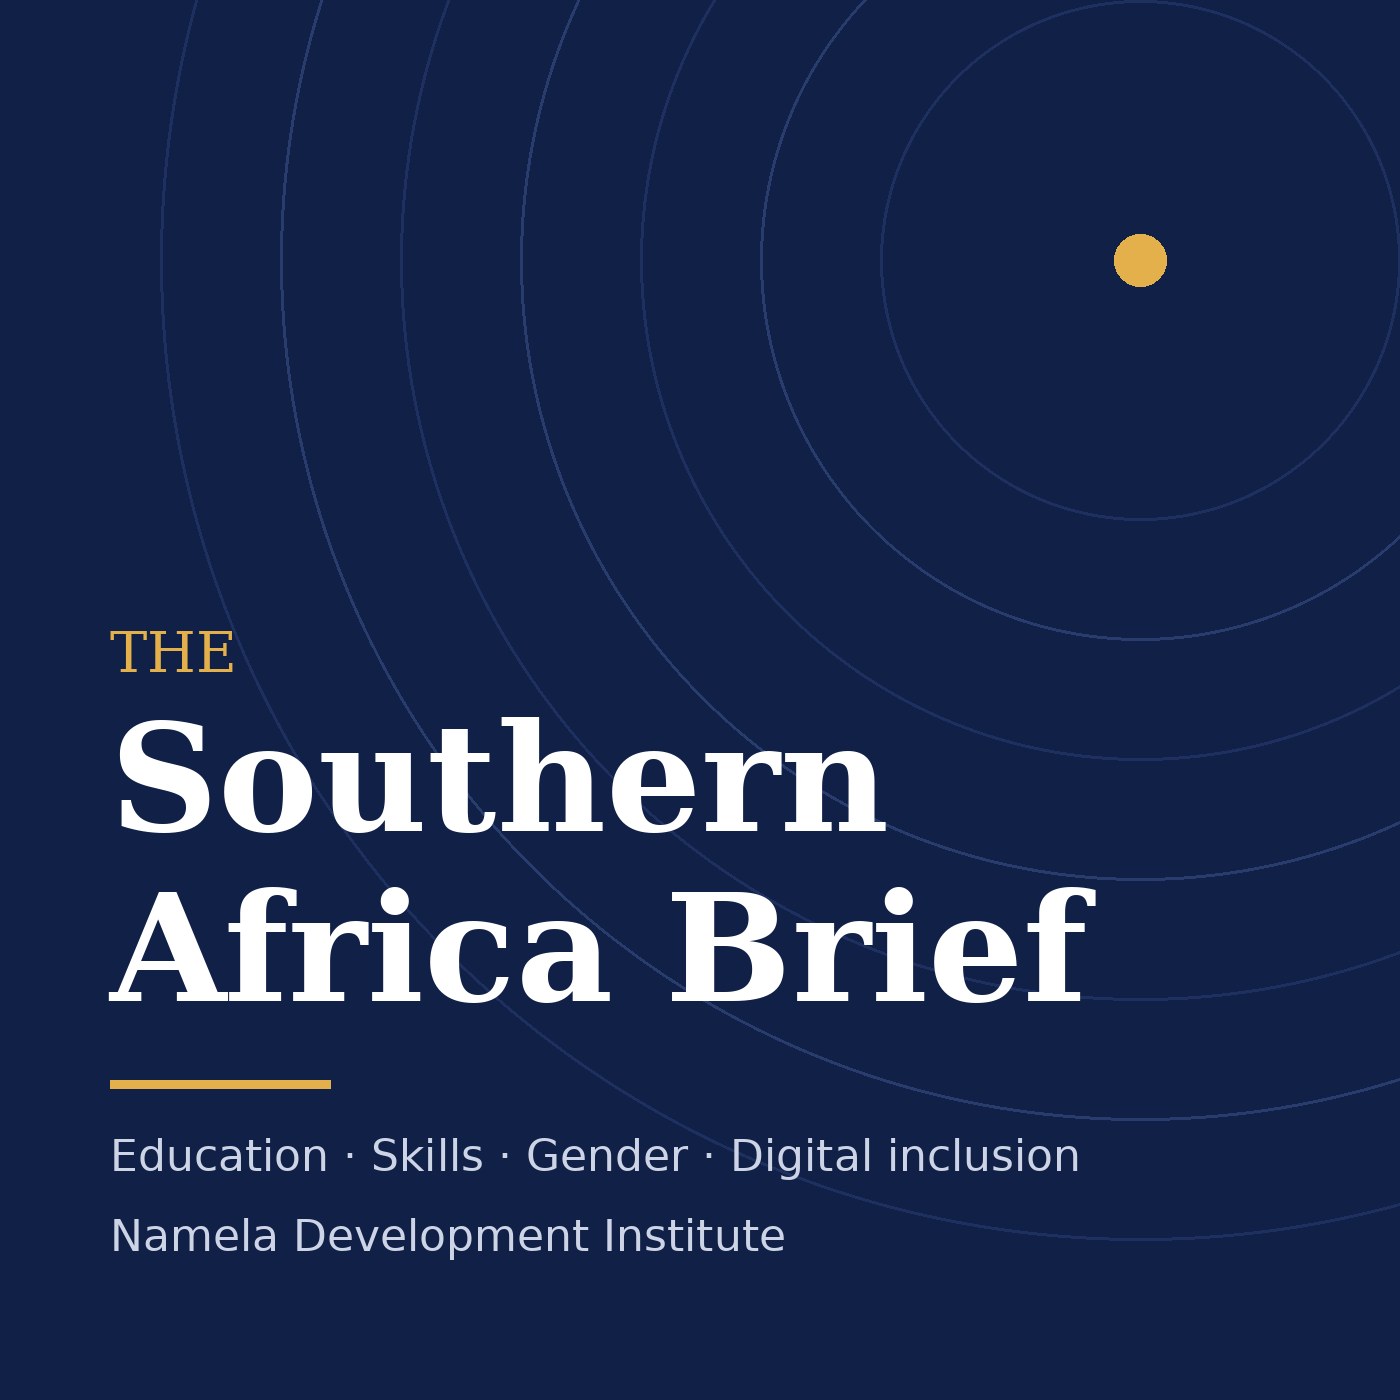 THE
Southern
Africa Brief
Education · Skills · Gender · Digital inclusion
Namela Development Institute